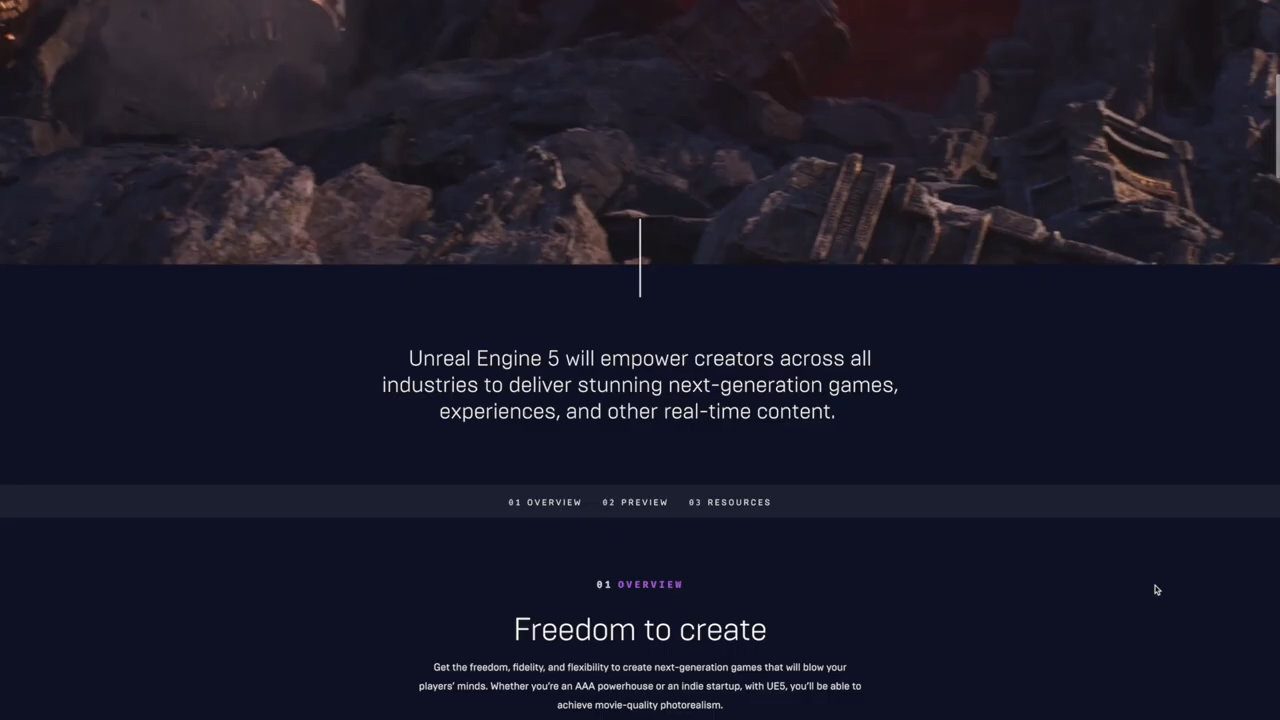 Unreal Engine 5 will empower creators across all
industries to deliver stunning next-generation games,
experiences, and other real-time content.
01 OVERVIEW 02 PREVIEW 03 RESOURCES
01 OVERVIEW
Freedom to create
Get the freedom, fidelity, and flexibility to create next-generation games that will blow your
players' minds. Whether you're an AAA powerhouse or an indie startup, with UE5, you'll be able to
achieve movie-quality photorealism.